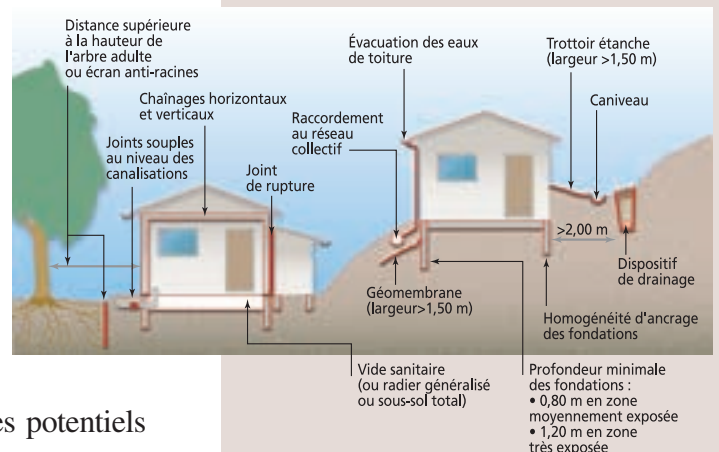 Distance supérieure
à la hauteur de
l'arbre adulte
ou écran anti-racines
Chaînages horizontaux
et verticaux
Joints souples
au niveau des
canalisations
Joint
de rupture
Évacuation des eaux
de toiture
Raccordement
au réseau
collectif
Trottoir étanche
(largeur >1,50 m)
Caniveau
>2,00 m
Dispositif
de drainage
Géomembrane
(largeur>1,50 m)
Homogénéité d'ancrage
des fondations
Vide sanitaire
(ou radier généralisé
ou sous-sol total)
Profondeur minimale
des fondations :
• 0,80 m en zone
moyennement exposée
• 1,20 m en zone
très exposée
es potentiels